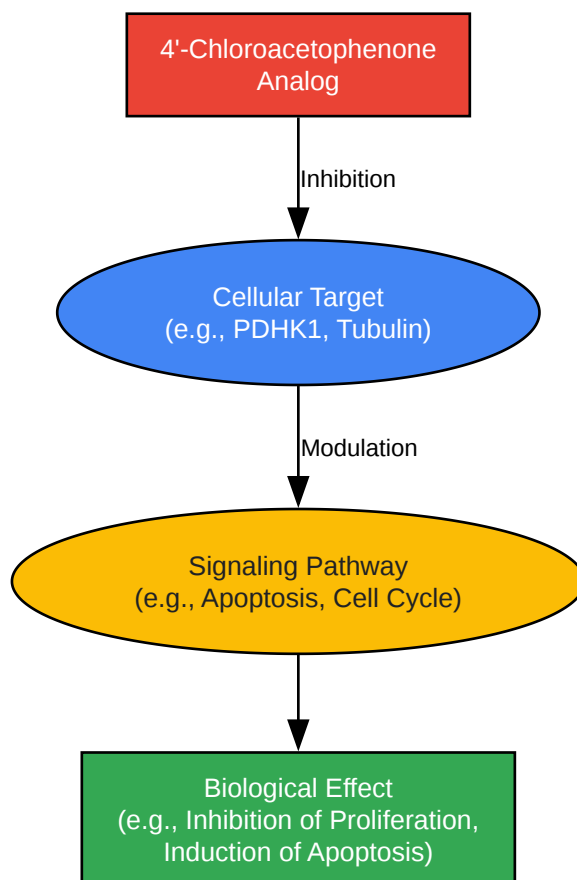 4'-Chloroacetophenone
Analog
Inhibition
Cellular Target
(e.g., PDHK1, Tubulin)
Modulation
Signaling Pathway
(e.g., Apoptosis, Cell Cycle)
Biological Effect
(e.g., Inhibition of Proliferation,
Induction of Apoptosis)